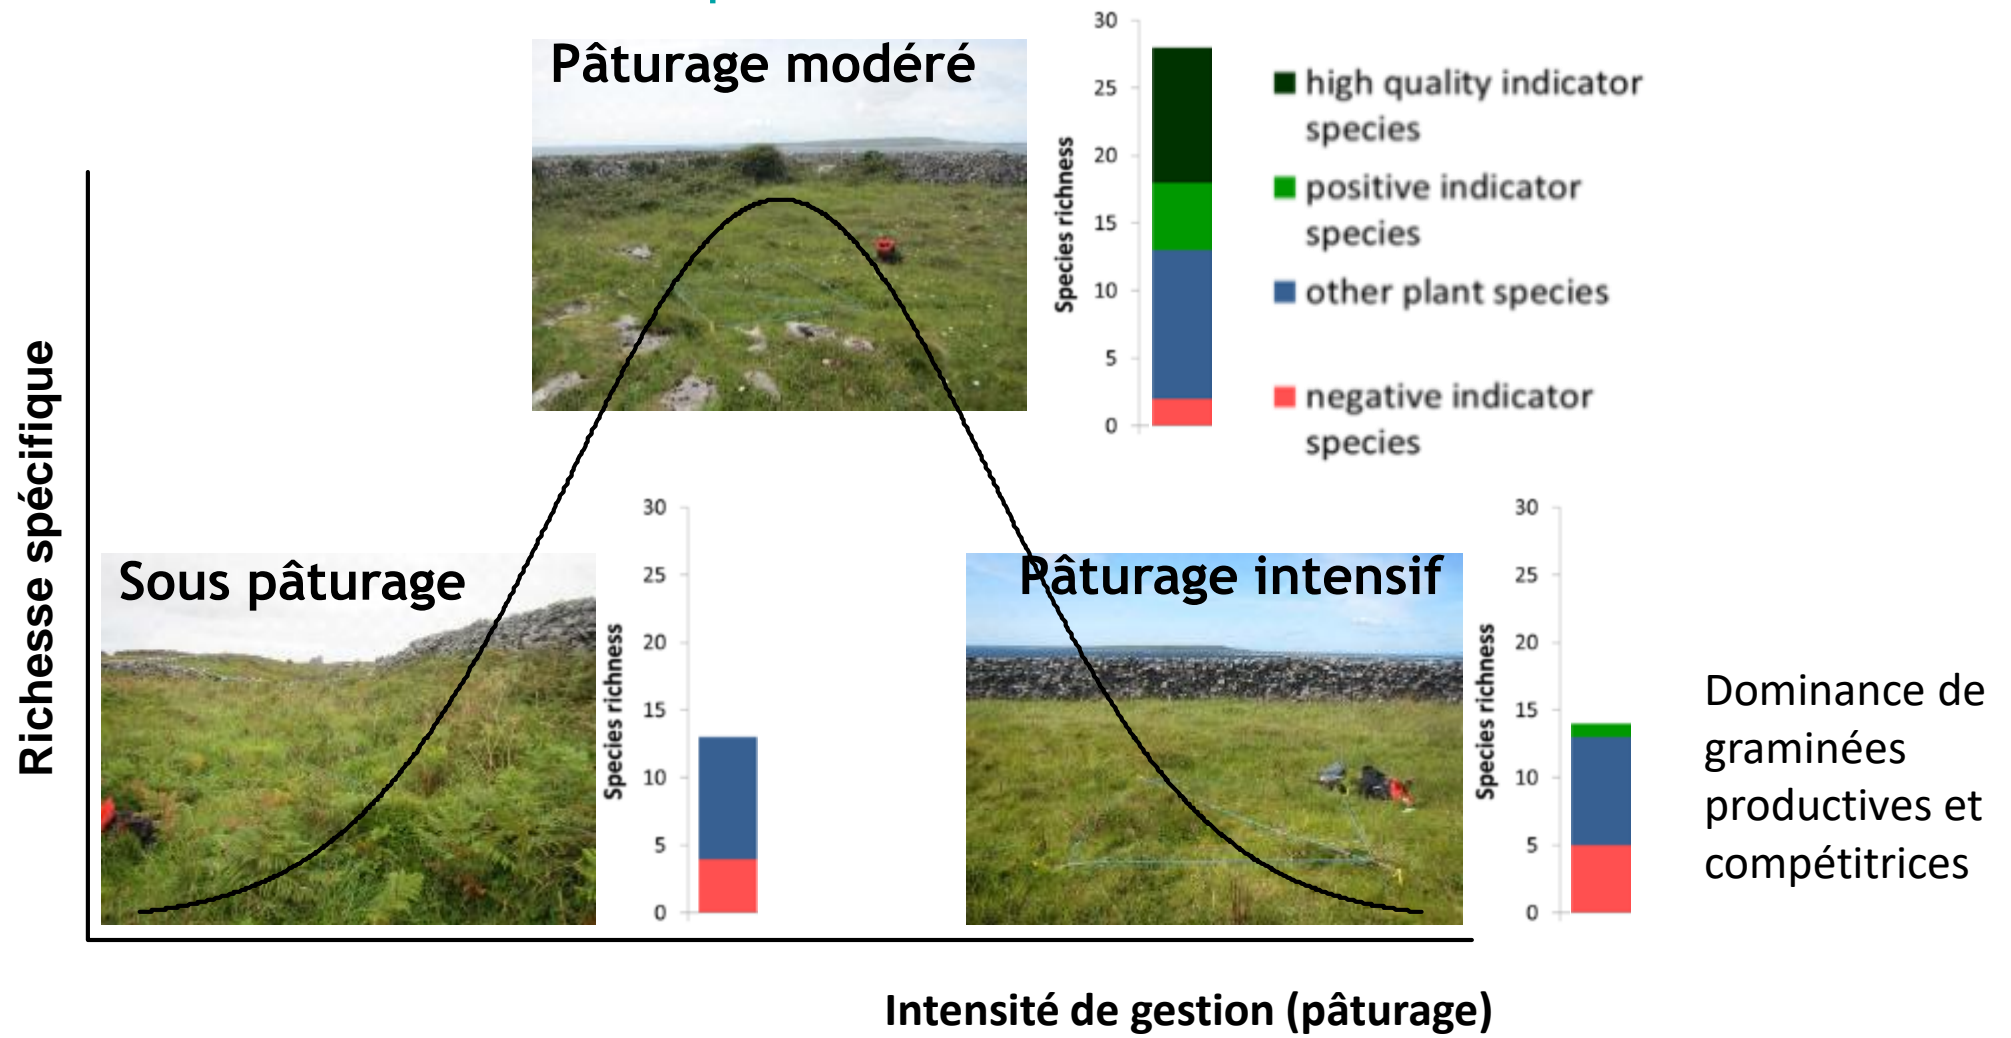 Pâturage modéré
30
25
20
15
10
5
0
Species richness
high quality indicator
species
positive indicator
species
other plant species
negative indicator
species
Richesse spécifique
Sous pâturage
30
25
20
15
10
5
0
Species richness
Pâturage intensif
30
25
20
15
10
5
0
Species richness
Dominance de
graminées
productives et
compétitrices
Intensité de gestion (pâturage)